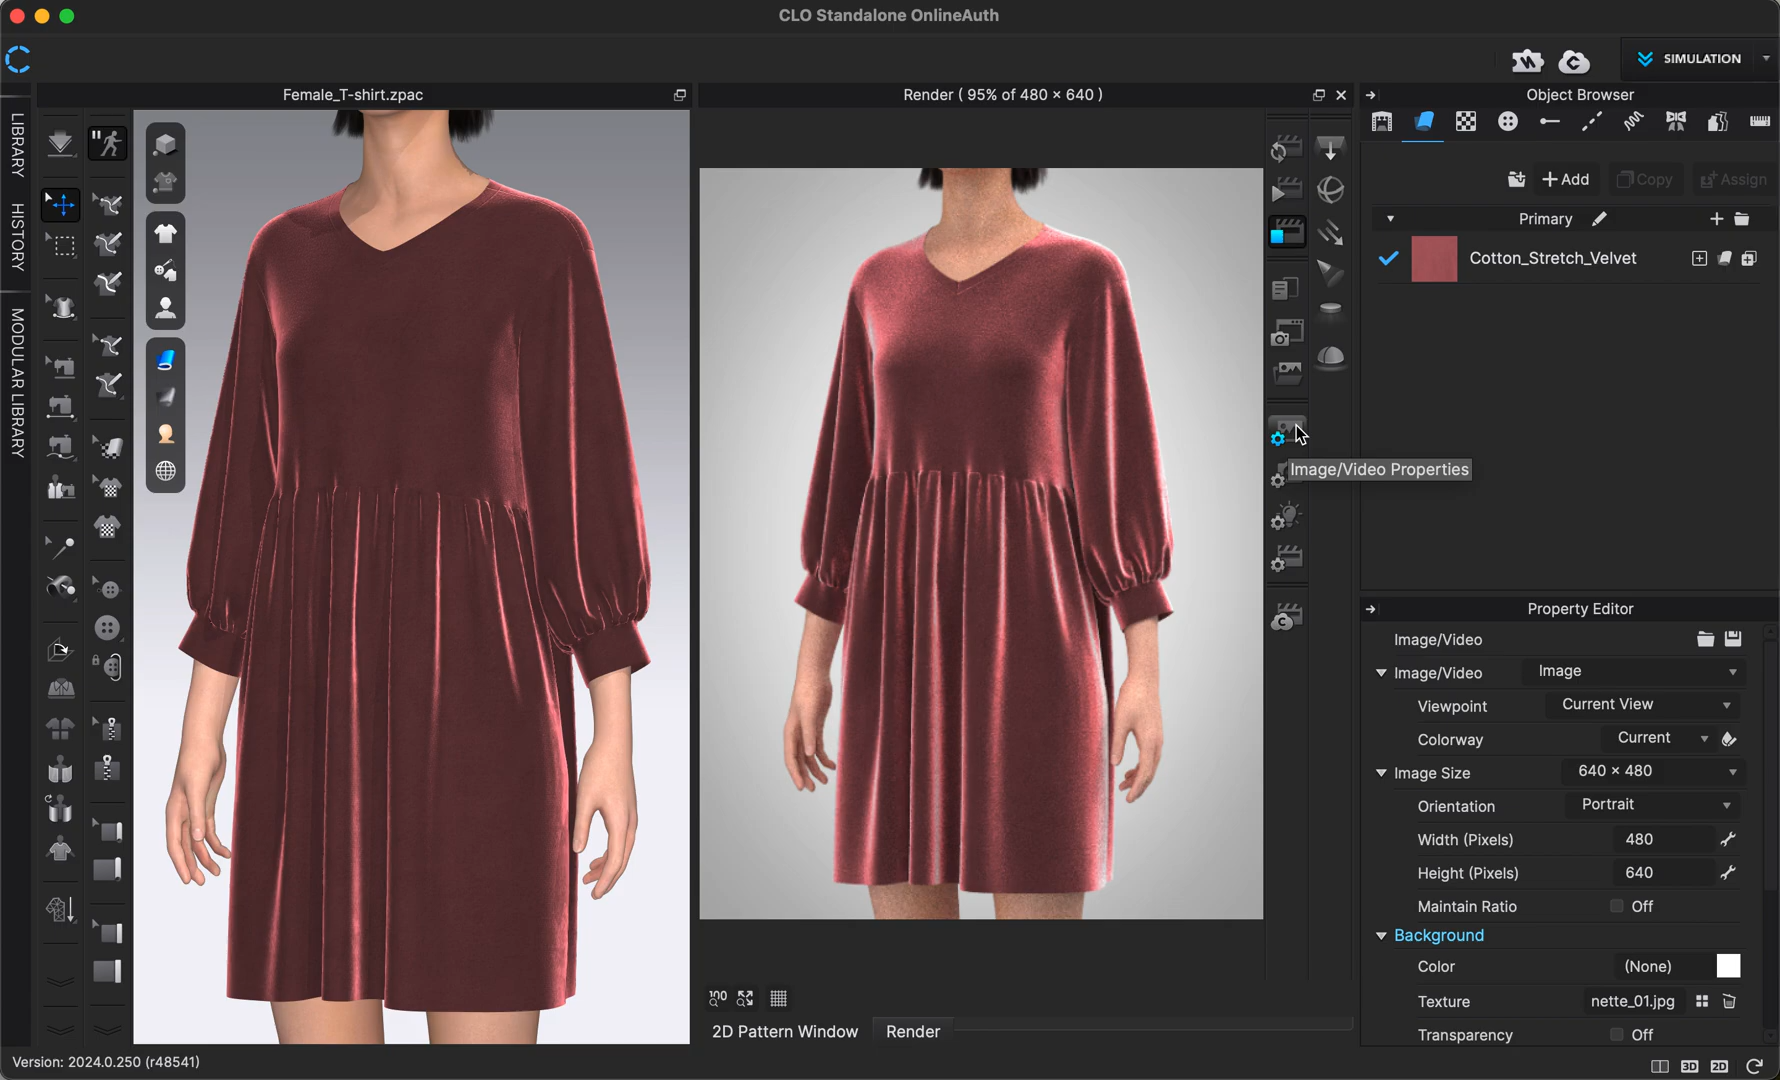 CLO Standalone OnlineAuth
SIMULATION
Female_T-shirt.zpac
Render ( 95% of 480 × 640 )
Object Browser
LIBRARY
HISTORY
MODULAR LIBRARY
+ Add
Copy
Assign
Primary
Cotton_Stretch_Velvet
Image/Video Properties
Property Editor
Image/Video
Image/Video Image
Viewpoint Current View
Colorway Current
Image Size 640 × 480
Orientation Portrait
Width (Pixels) 480
Height (Pixels) 640
Maintain Ratio Off
Background
Color (None)
Texture nette_01.jpg
Transparency Off
100
2D Pattern Window Render
Version: 2024.0.250 (r48541)
3D 2D